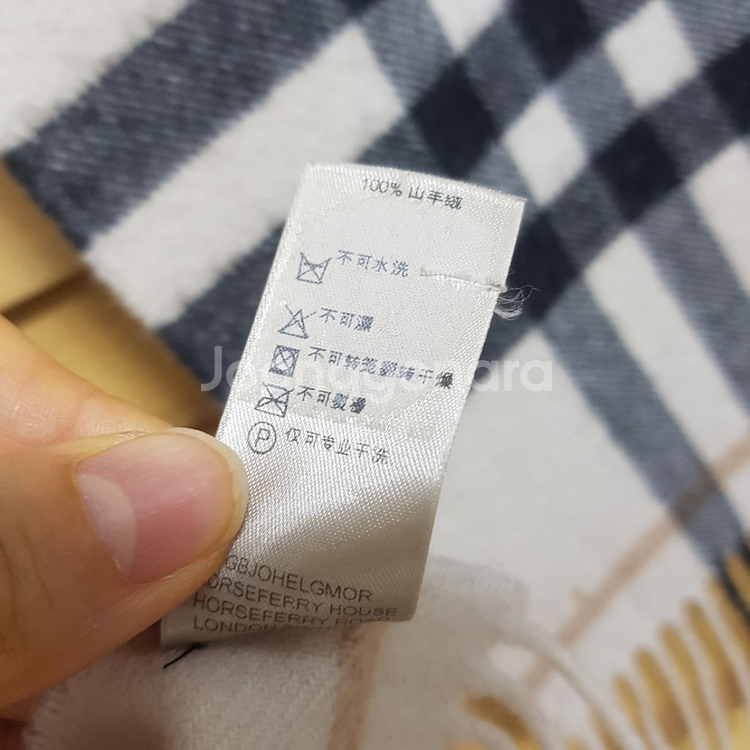 100% 山羊绒
不可水洗
不可漂
不可转笼翻转干燥
不可熨烫
仅可专业干洗
GBJOHELGMOR
HORSEFERRY HOUSE
HORSEFERRY ROAD
LONDON